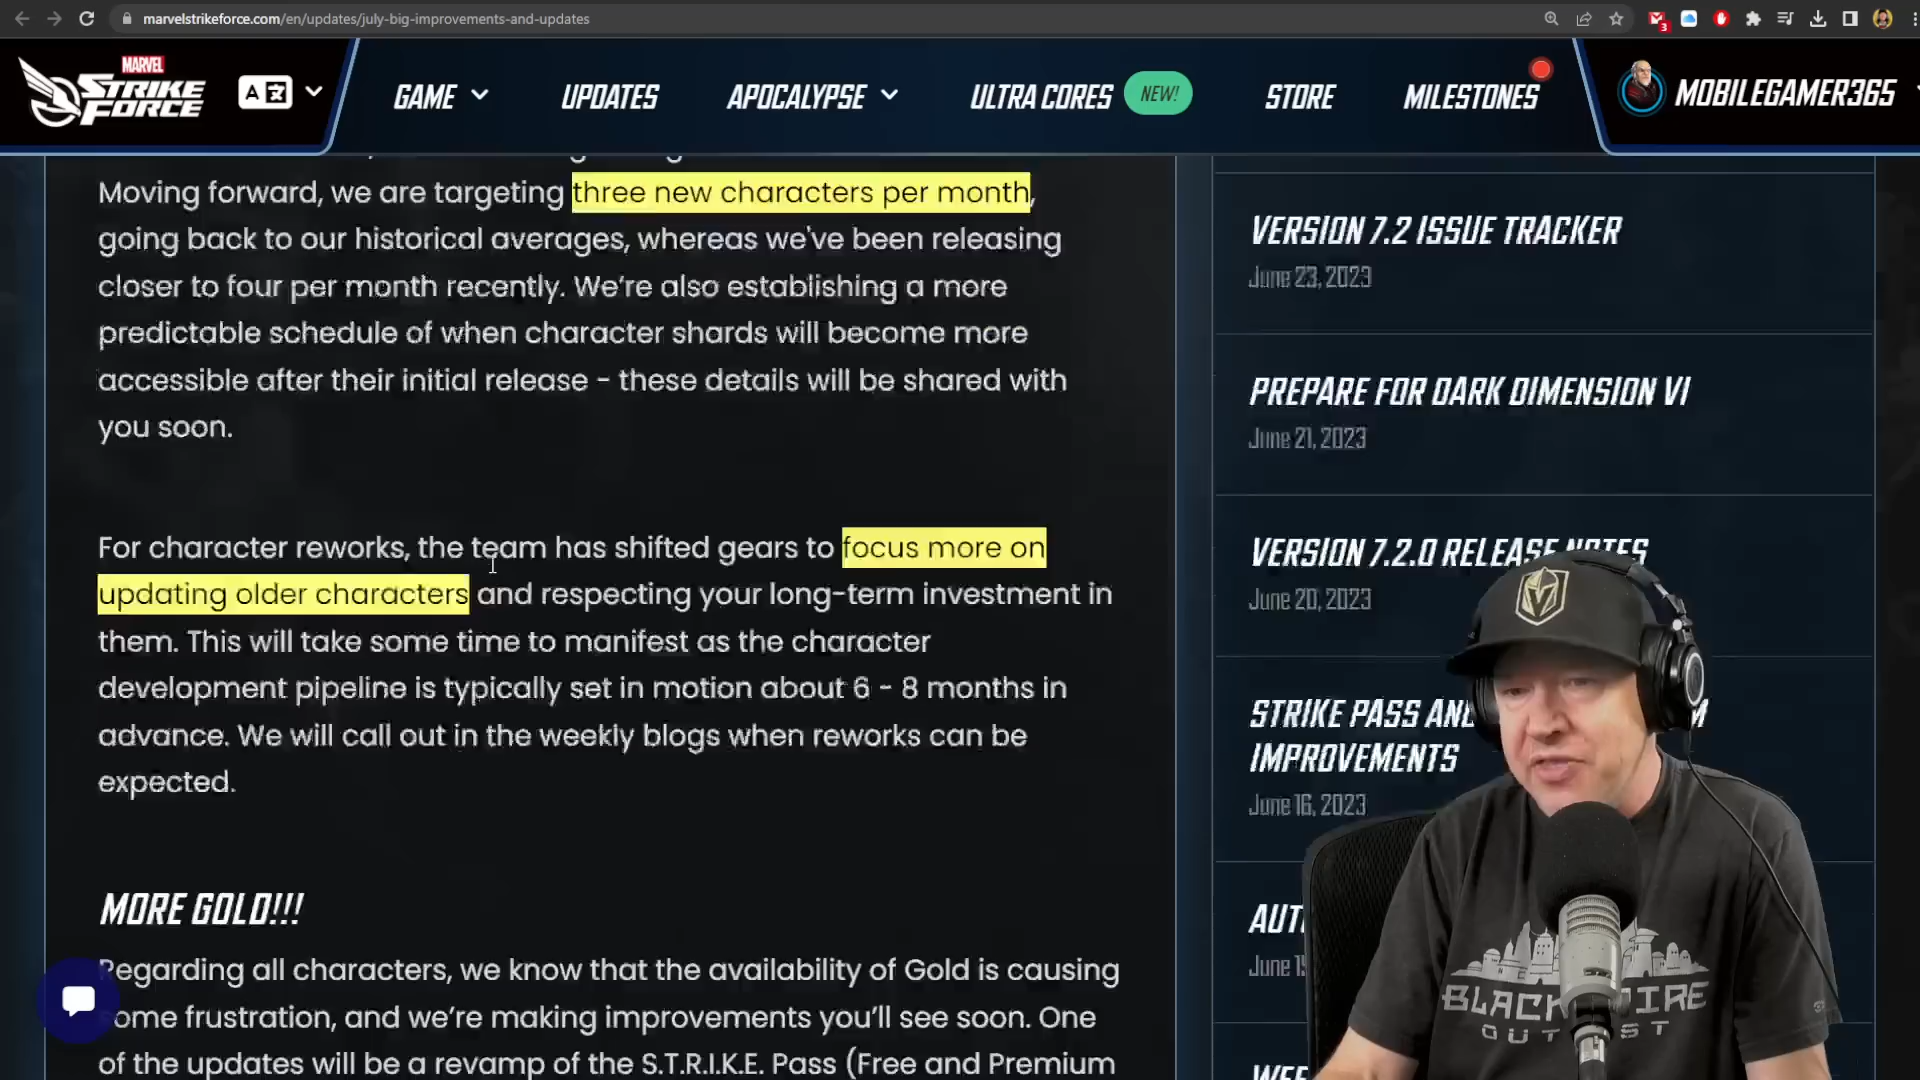 marvelstrikeforce.com/en/updates/july-big-improvements-and-updates
3
MARVEL
STRIKE
FORCE
GAME
UPDATES
APOCALYPSE
ULTRA CORES
NEW!
STORE
MILESTONES
MOBILEGAMER365
Moving forward, we are targeting three new characters per month,
going back to our historical averages, whereas we've been releasing
closer to four per month recently. We're also establishing a more
predictable schedule of when character shards will become more
accessible after their initial release - these details will be shared with
you soon.
For character reworks, the team has shifted gears to focus more on
updating older characters and respecting your long-term investment in
them. This will take some time to manifest as the character
development pipeline is typically set in motion about 6 - 8 months in
advance. We will call out in the weekly blogs when reworks can be
expected.
MORE GOLD!!!
Regarding all characters, we know that the availability of Gold is causing
some frustration, and we're making improvements you'll see soon. One
of the updates will be a revamp of the S.T.R.I.K.E. Pass (Free and Premium
VERSION 7.2 ISSUE TRACKER
June 23, 2023
PREPARE FOR DARK DIMENSION VI
June 21, 2023
VERSION 7.2.0 RELEASE NOTES
June 20, 2023
STRIKE PASS AND
IMPROVEMENTS
June 16, 2023
BLACK SPIRE
OUTPOST